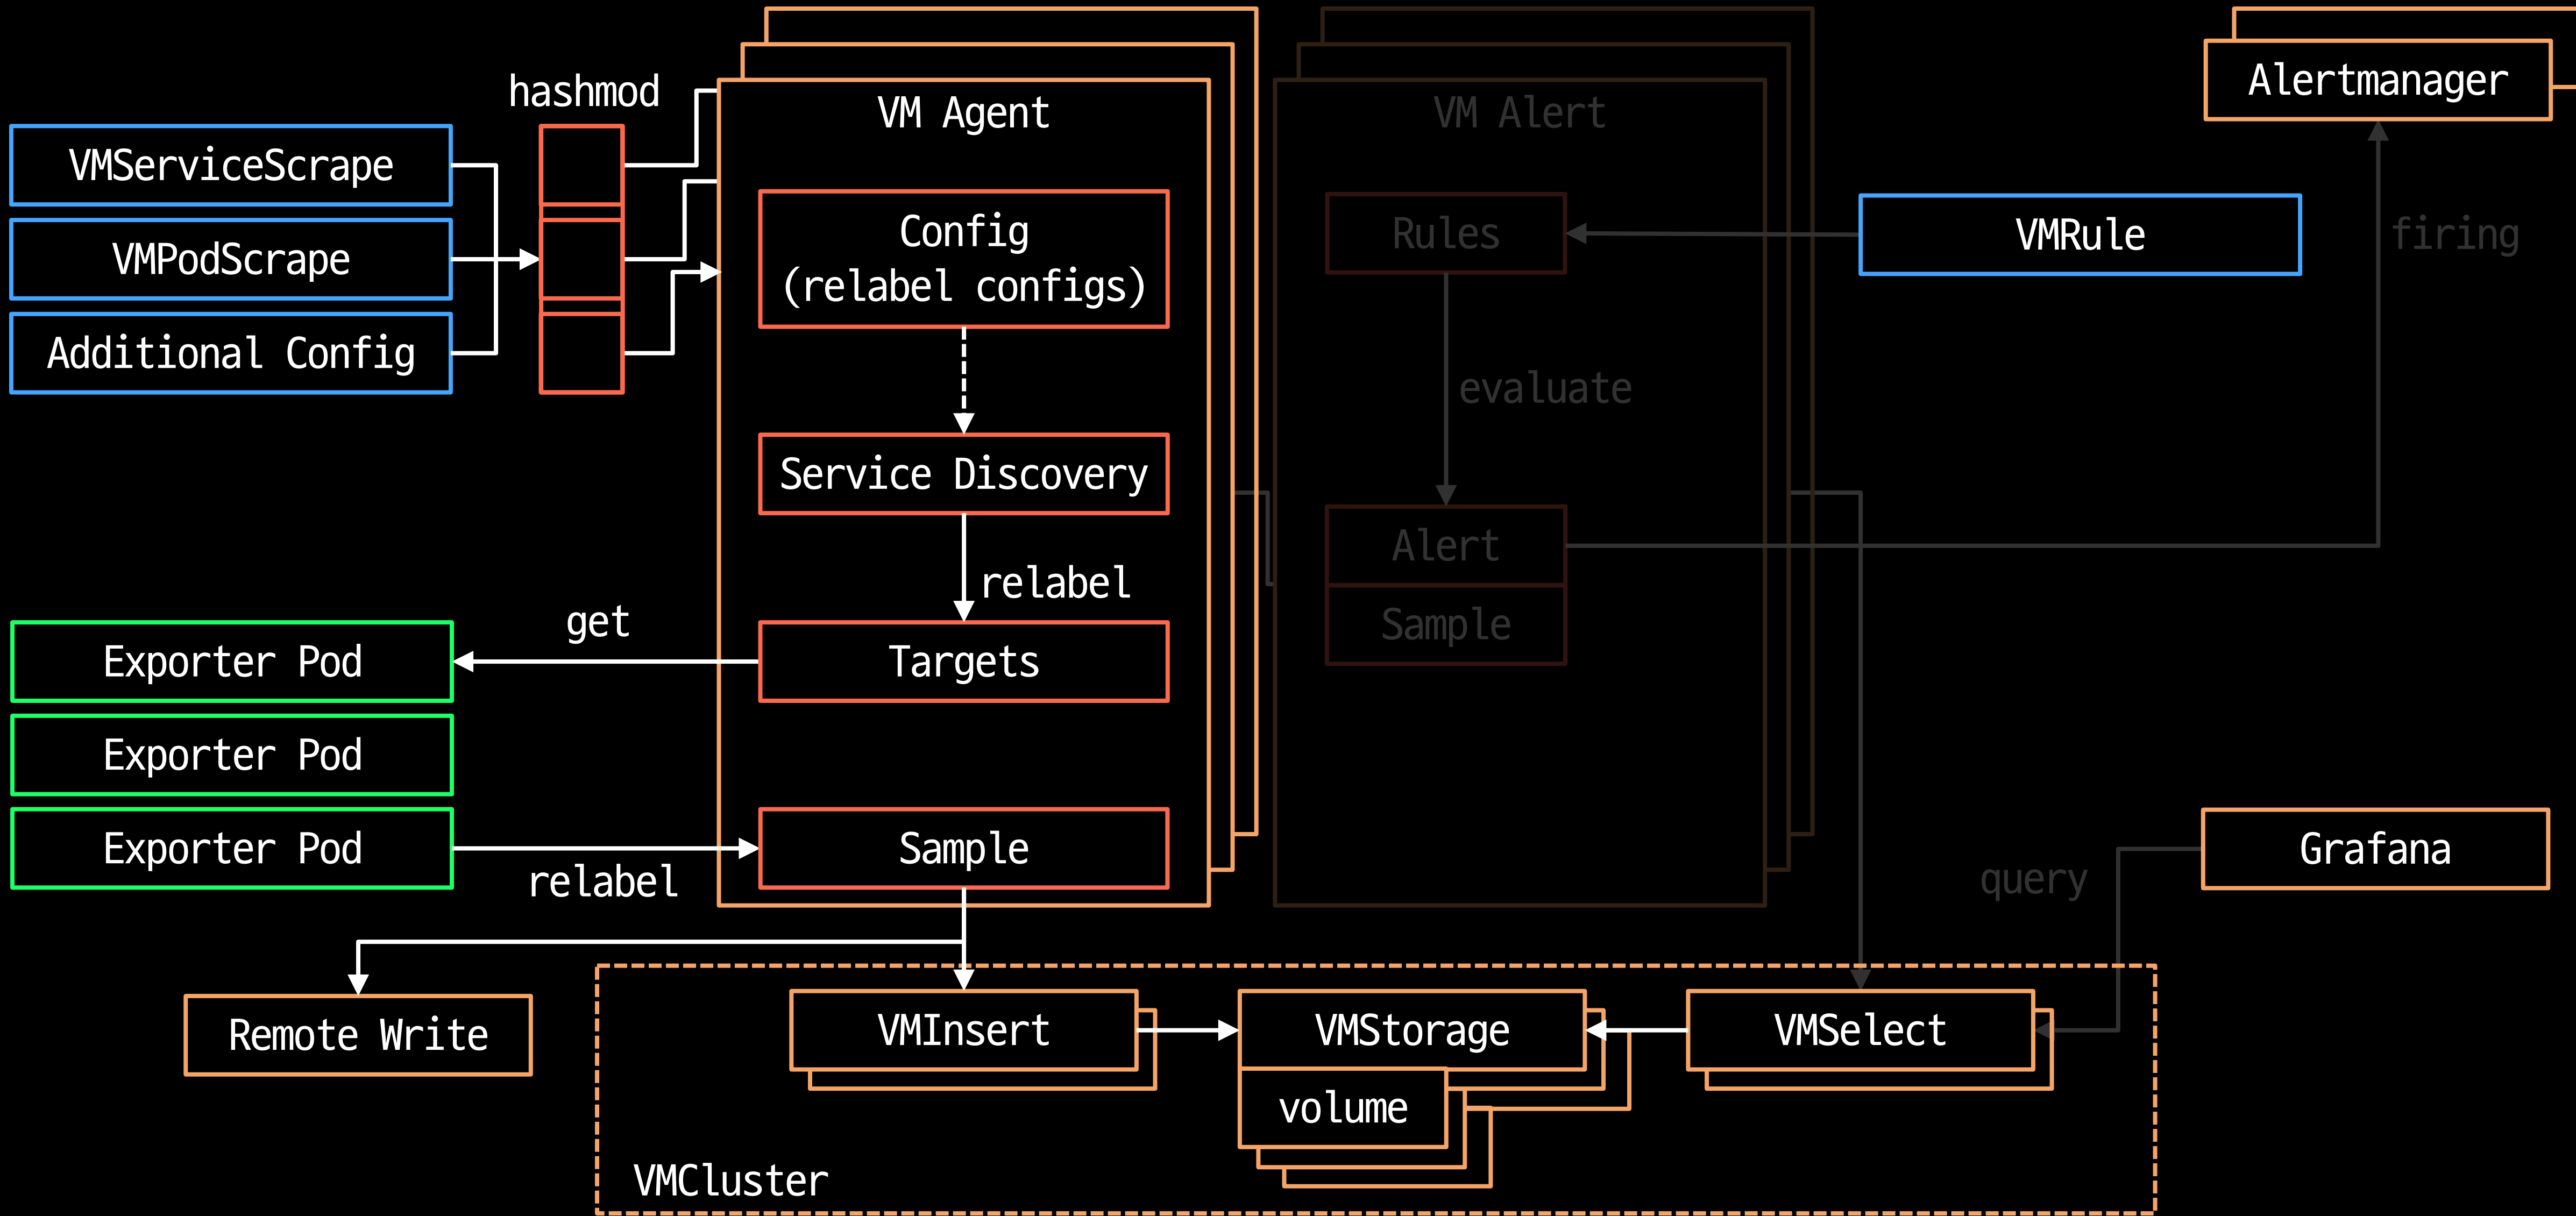 hashmod
VMServiceScrape
VMPodScrape
Additional Config
VM Agent
Config
(relabel configs)
Service Discovery
relabel
Targets
get
Exporter Pod
Exporter Pod
Exporter Pod
relabel
Sample
VM Alert
Rules
evaluate
Alert
Sample
VMRule
Alertmanager
firing
Grafana
query
Remote Write
VMInsert
VMStorage
volume
VMSelect
VMCluster